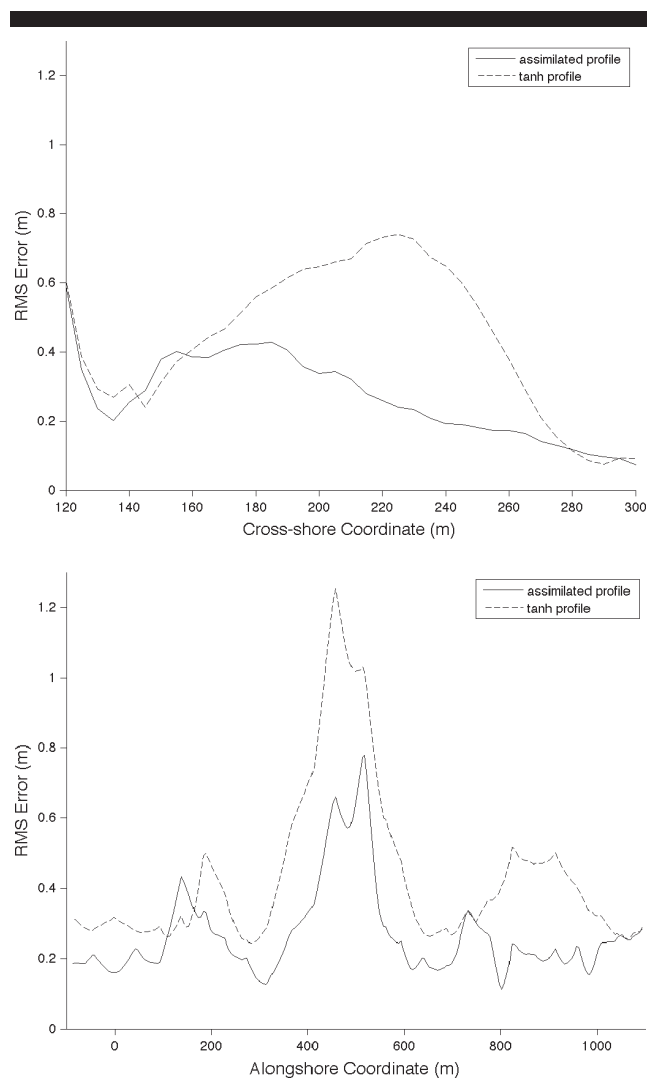 assimilated profile
tanh profile
1.2
1
0.8
0.6
0.4
0.2
0
RMS Error (m)
120 140 160 180 200 220 240 260 280 300
Cross-shore Coordinate (m)
assimilated profile
tanh profile
1.2
1
0.8
0.6
0.4
0.2
0
RMS Error (m)
0 200 400 600 800 1000
Alongshore Coordinate (m)